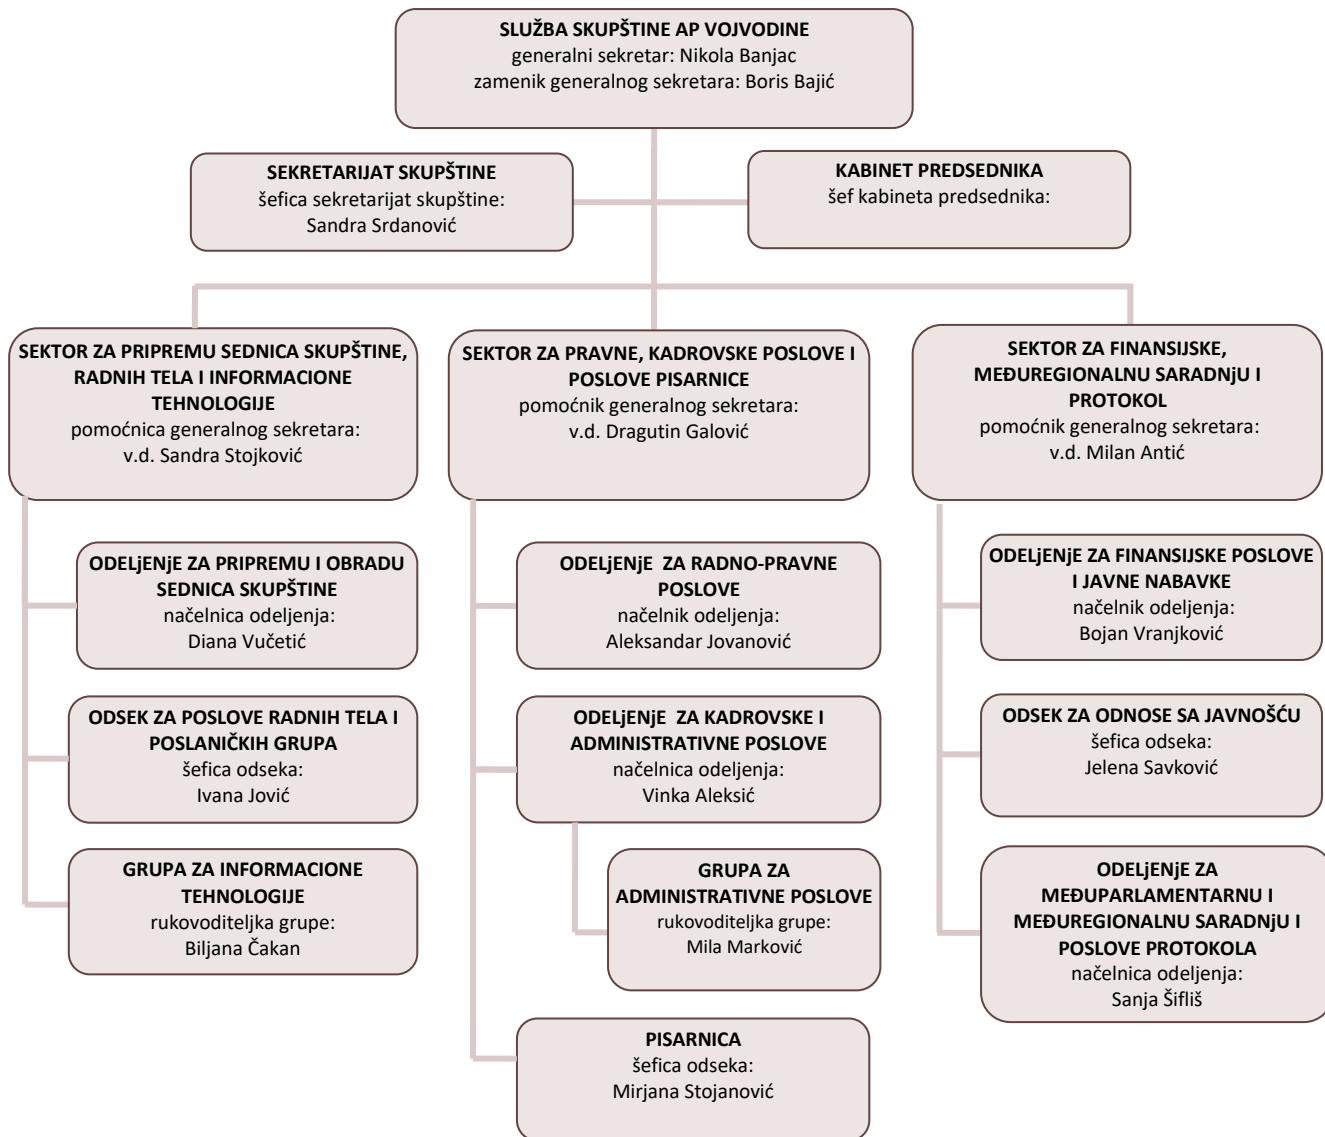 SLUŽBA SKUPŠTINE AP VOJVODINE
generalni sekretar: Nikola Banjac
zamenik generalnog sekretara: Boris Bajić
SEKRETARIJAT SKUPŠTINE
šefica sekretarijat skupštine:
Sandra Srdanović
KABINET PREDSEDNIKA
šef kabineta predsednika:
SEKTOR ZA PRIPREMU SEDNICA SKUPŠTINE,
RADNIH TELA I INFORMACIONE
TEHNOLOGIJE
pomoćnica generalnog sekretara:
v.d. Sandra Stojković
SEKTOR ZA PRAVNE, KADROVSKE POSLOVE I
POSLOVE PISARNICE
pomoćnik generalnog sekretara:
v.d. Dragutin Galović
SEKTOR ZA FINANSIJSKE,
MEĐUREGIONALNU SARADNjU I
PROTOKOL
pomoćnik generalnog sekretara:
v.d. Milan Antić
ODELjENjE ZA PRIPREMU I OBRADU
SEDNICA SKUPŠTINE
načelnica odeljenja:
Diana Vučetić
ODSEK ZA POSLOVE RADNIH TELA I
POSLANIČKIH GRUPA
šefica odseka:
Ivana Jović
GRUPA ZA INFORMACIONE
TEHNOLOGIJE
rukovoditeljka grupe:
Biljana Čakan
ODELjENjE ZA RADNO-PRAVNE
POSLOVE
načelnik odeljenja:
Aleksandar Jovanović
ODELjENjE ZA KADROVSKE I
ADMINISTRATIVNE POSLOVE
načelnica odeljenja:
Vinka Aleksić
GRUPA ZA
ADMINISTRATIVNE POSLOVE
rukovoditeljka grupe:
Mila Marković
PISARNICA
šefica odseka:
Mirjana Stojanović
ODELjENjE ZA FINANSIJSKE POSLOVE
I JAVNE NABAVKE
načelnik odeljenja:
Bojan Vranjković
ODSEK ZA ODNOSE SA JAVNOŠĆU
šefica odseka:
Jelena Savković
ODELjENjE ZA
MEĐUPARLAMENTARNU I
MEĐUREGIONALNU SARADNjU I
POSLOVE PROTOKOLA
načelnica odeljenja:
Sanja Šifliš